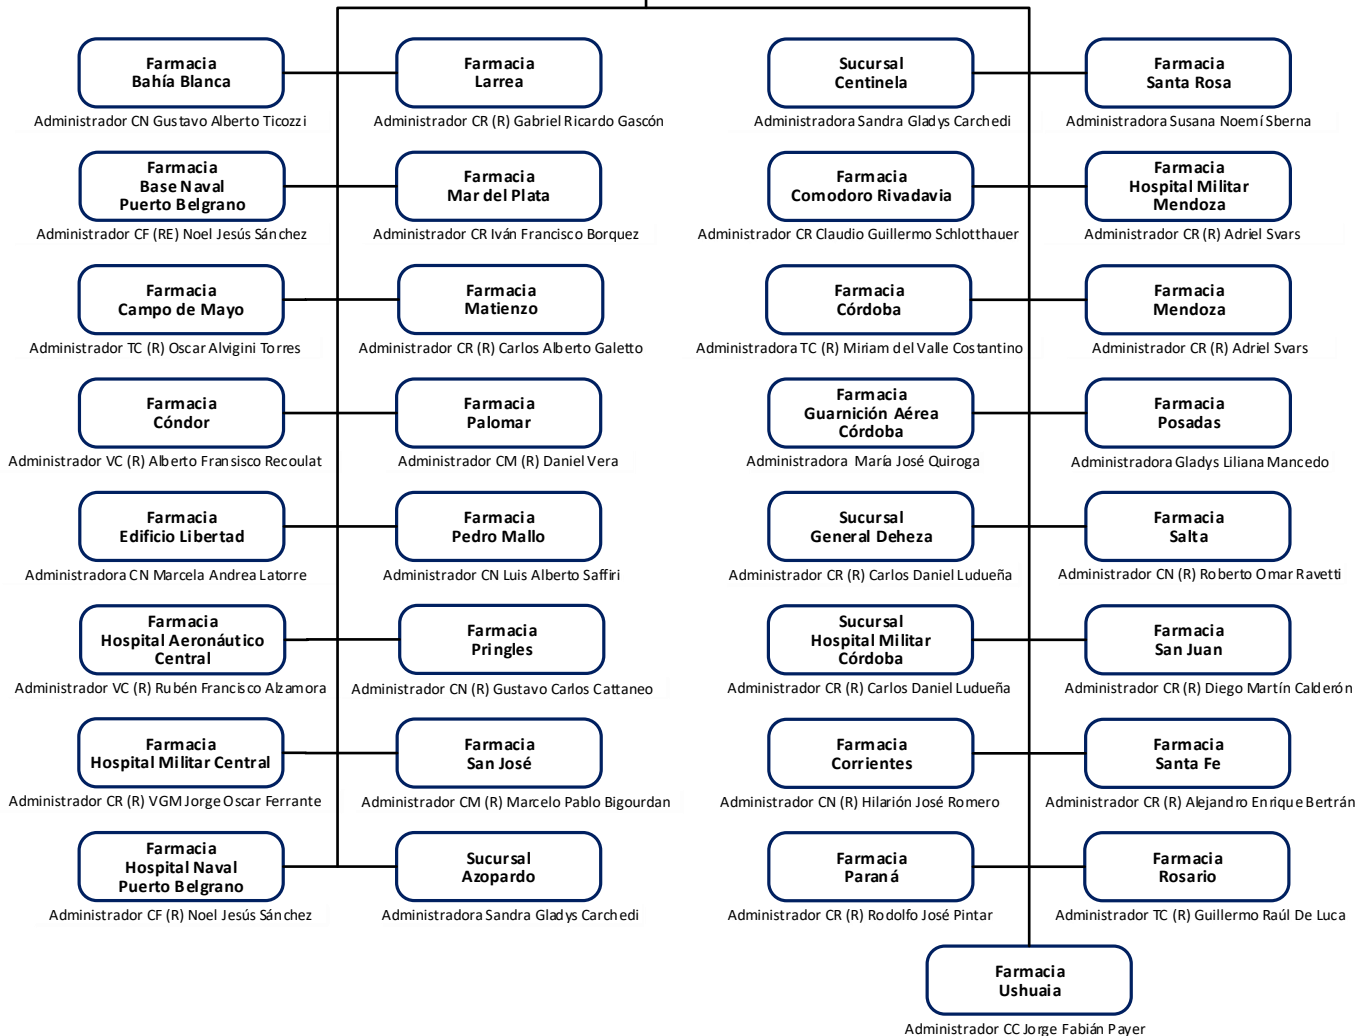 Farmacia
Bahía Blanca
Administrador CN Gustavo Alberto Ticozzi
Farmacia
Larrea
Administrador CR (R) Gabriel Ricardo Gascón
Sucursal
Centinela
Administradora Sandra Gladys Carchedi
Farmacia
Santa Rosa
Administradora Susana Noemí Sberna
Farmacia
Base Naval
Puerto Belgrano
Administrador CF (RE) Noel Jesús Sánchez
Farmacia
Mar del Plata
Administrador CR Iván Francisco Borquez
Farmacia
Comodoro Rivadavia
Administrador CR Claudio Guillermo Schlotthauer
Farmacia
Hospital Militar
Mendoza
Administrador CR (R) Adriel Svars
Farmacia
Campo de Mayo
Administrador TC (R) Oscar Alvigini Torres
Farmacia
Matienzo
Administrador CR (R) Carlos Alberto Galetto
Farmacia
Córdoba
Administradora TC (R) Miriam del Valle Costantino
Farmacia
Mendoza
Administrador CR (R) Adriel Svars
Farmacia
Cóndor
Administrador VC (R) Alberto Fransisco Recoulat
Farmacia
Palomar
Administrador CM (R) Daniel Vera
Farmacia
Guarnición Aérea
Córdoba
Administradora María José Quiroga
Farmacia
Posadas
Administradora Gladys Liliana Mancedo
Farmacia
Edificio Libertad
Administradora CN Marcela Andrea Latorre
Farmacia
Pedro Mallo
Administrador CN Luis Alberto Saffiri
Sucursal
General Deheza
Administrador CR (R) Carlos Daniel Ludueña
Farmacia
Salta
Administrador CN (R) Roberto Omar Ravetti
Farmacia
Hospital Aeronáutico
Central
Administrador VC (R) Rubén Francisco Alzamora
Farmacia
Pringles
Administrador CN (R) Gustavo Carlos Cattaneo
Sucursal
Hospital Militar
Córdoba
Administrador CR (R) Carlos Daniel Ludueña
Farmacia
San Juan
Administrador CR (R) Diego Martín Calderón
Farmacia
Hospital Militar Central
Administrador CR (R) VGM Jorge Oscar Ferrante
Farmacia
San José
Administrador CM (R) Marcelo Pablo Bigourdan
Farmacia
Corrientes
Administrador CN (R) Hilarión José Romero
Farmacia
Santa Fe
Administrador CR (R) Alejandro Enrique Bertrán
Farmacia
Hospital Naval
Puerto Belgrano
Administrador CF (R) Noel Jesús Sánchez
Sucursal
Azopardo
Administradora Sandra Gladys Carchedi
Farmacia
Paraná
Administrador CR (R) Rodolfo José Pintar
Farmacia
Rosario
Administrador TC (R) Guillermo Raúl De Luca
Farmacia
Ushuaia
Administrador CC Jorge Fabián Payer